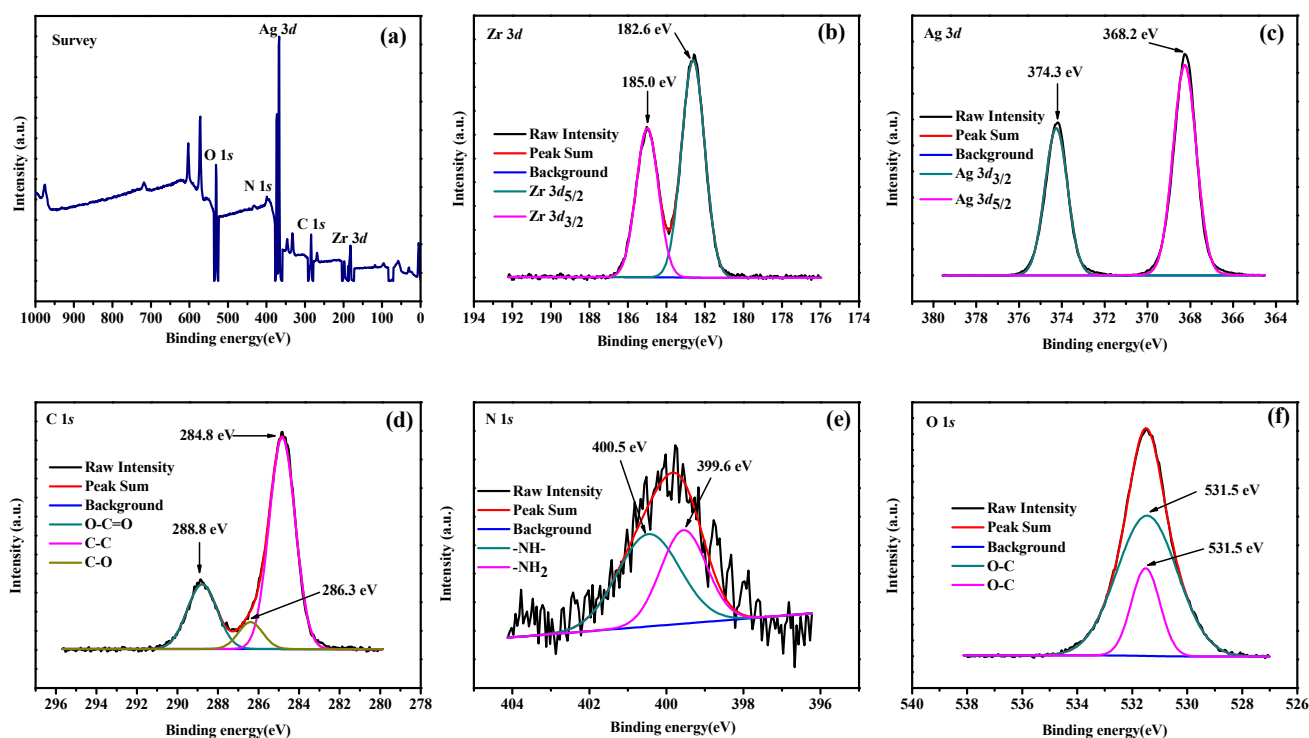 Survey
Ag 3d
(a)
O 1s
N 1s
C 1s
Zr 3d
Intensity (a.u.)
1000 900 800 700 600 500 400 300 200 100 0
Binding energy(eV)
Zr 3d
182.6 eV
(b)
185.0 eV
Raw Intensity
Peak Sum
Background
Zr 3d5/2
Zr 3d3/2
Intensity (a.u.)
194 192 190 188 186 184 182 180 178 176 174
Binding energy(eV)
Ag 3d
368.2 eV
(c)
374.3 eV
Raw Intensity
Peak Sum
Background
Ag 3d3/2
Ag 3d5/2
Intensity (a.u.)
380 378 376 374 372 370 368 366 364
Binding energy(eV)
C 1s
(d)
284.8 eV
Raw Intensity
Peak Sum
Background
O-C=O
C-C
C-O
288.8 eV
286.3 eV
Intensity (a.u.)
296 294 292 290 288 286 284 282 280 278
Binding energy(eV)
N 1s
(e)
400.5 eV
399.6 eV
Raw Intensity
Peak Sum
Background
-NH-
-NH2
Intensity (a.u.)
404 402 400 398 396
Binding energy(eV)
O 1s
(f)
Raw Intensity
Peak Sum
Background
O-C
O-C
531.5 eV
531.5 eV
Intensity (a.u.)
540 538 536 534 532 530 528 526
Binding energy(eV)